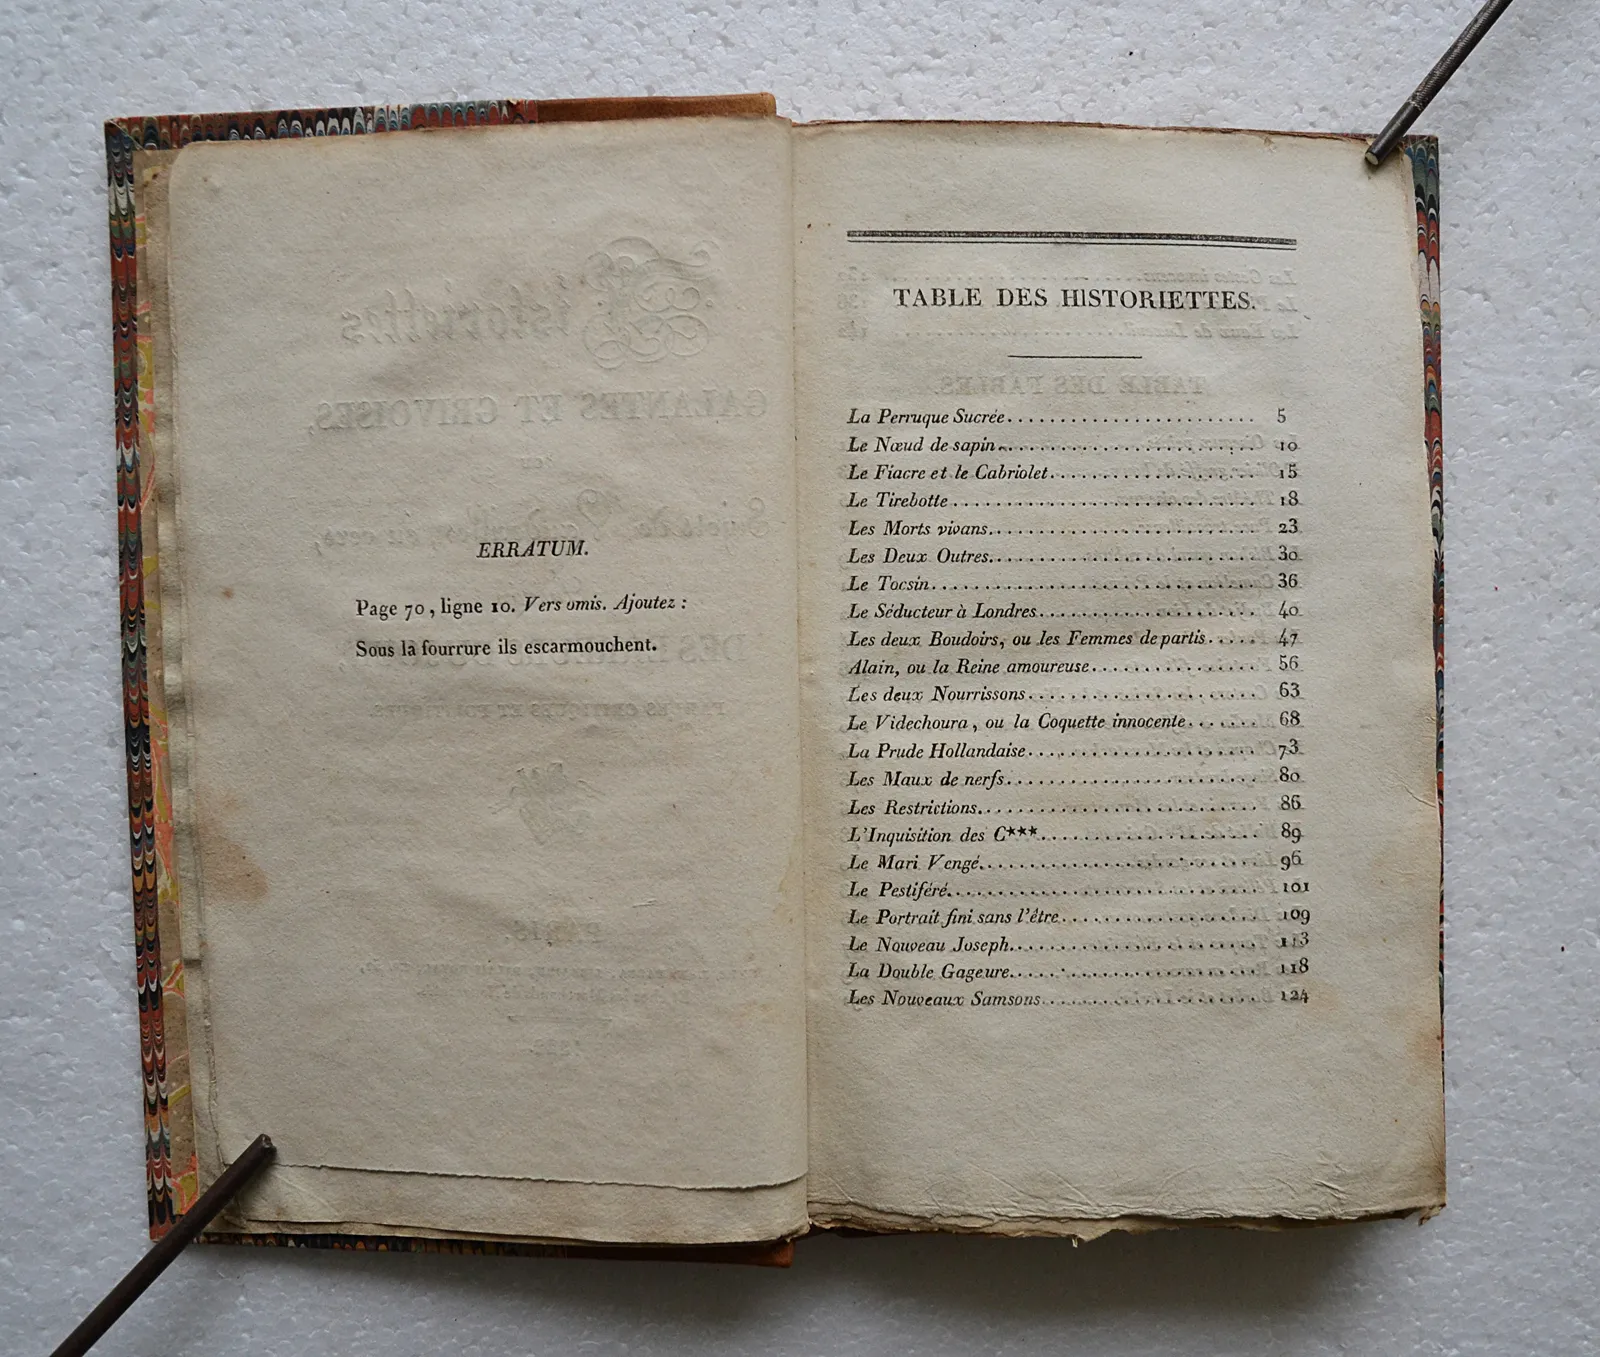 ERRATUM.
Page 70, ligne 10. Vers omis. Ajoutez :
Sous la fourrure ils escarmouchent.
TABLE DES HISTORIETTES.
La Perruque Sucrée........................ 5
Le Nœud de sapin........................ 10
Le Fiacre et le Cabriolet.................... 15
Le Tirebotte............................. 18
Les Morts vivans.......................... 23
Les Deux Outres.......................... 30
Le Tocsin............................... 36
Le Séducteur à Londres..................... 40
Les deux Boudoirs, ou les Femmes de partis..... 47
Alain, ou la Reine amoureuse................ 56
Les deux Nourrissons...................... 63
Le Videchoura, ou la Coquette innocente....... 68
La Prude Hollandaise...................... 73
Les Maux de nerfs........................ 80
Les Restrictions.......................... 86
L'Inquisition des C***..................... 89
Le Mari Vengé........................... 96
Le Pestiféré............................. 101
Le Portrait fini sans l'être................... 109
Le Nouveau Joseph........................ 113
La Double Gageure........................ 118
Les Nouveaux Samsons..................... 124